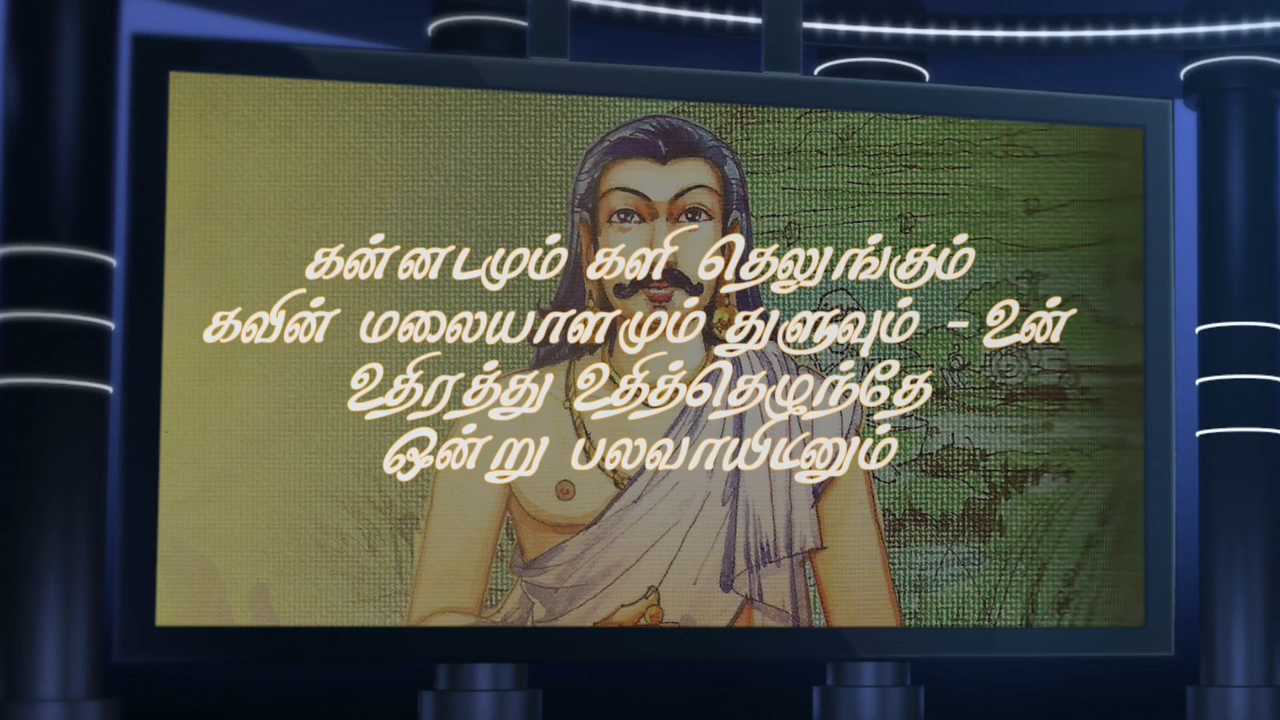 கன்னடமும் களி தெலுங்கும்
கவின் மலையாளமும் துளுவும் - உன்
உதிரத்து உதித்தெழுந்தே
ஒன்று பலவாயிடினும்